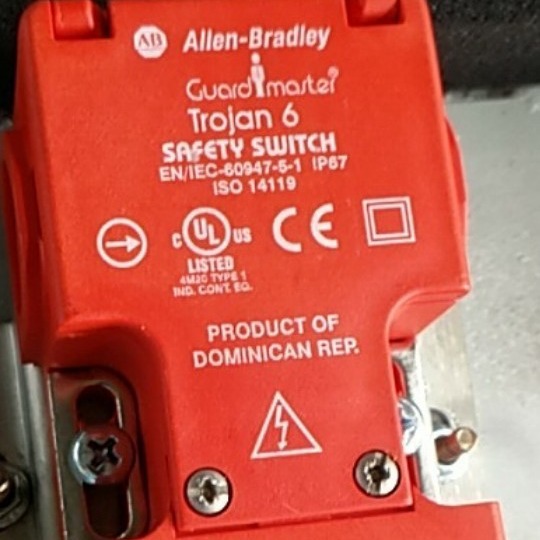 AB Allen-Bradley
Guardmaster
Trojan 6
SAFETY SWITCH
EN/IEC-60947-5-1 IP67
ISO 14119
C UL US CE
LISTED
4M20 TYPE 1
IND. CONT. EQ.
PRODUCT OF
DOMINICAN REP.